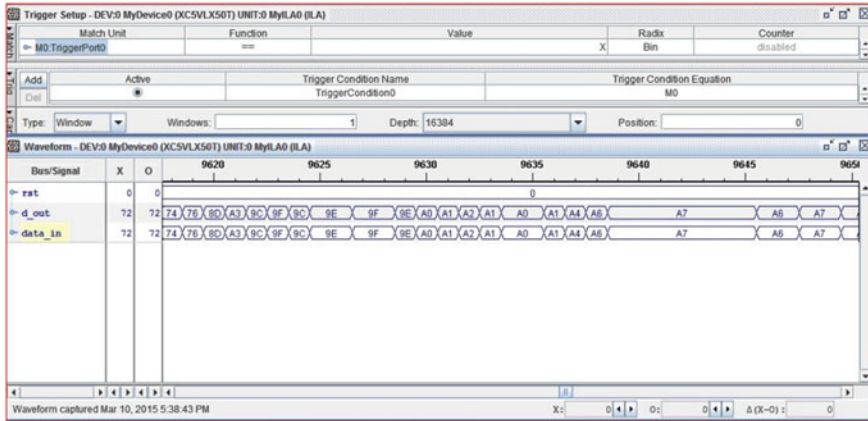 Trigger Setup - DEV:0 MyDevice0 (XC5VLX50T) UNIT:0 MyILA0 (ILA)
Match Unit Function Value Radix Counter
M0:TriggerPort0 == X Bin disabled
Add Active Trigger Condition Name Trigger Condition Equation
Del TriggerCondition0 M0
Type: Window Windows: 1 Depth: 16384 Position: 0
Waveform - DEV:0 MyDevice0 (XC5VLX50T) UNIT:0 MyILA0 (ILA)
Bus/Signal X O 9620 9625 9630 9635 9640 9645
rst 0 0 0
d_out 72 72 74 76 8D A3 9C 9F 9C 9E 9F 9E A0 A1 A2 A1 A0 A1 A4 A6 A7 A6 A7
data_in 72 72 74 76 8D A3 9C 9F 9C 9E 9F 9E A0 A1 A2 A1 A0 A1 A4 A6 A7 A6 A7
Waveform captured Mar 10, 2015 5:38:43 PM X: 0 O: 0 Δ(X-O): 0